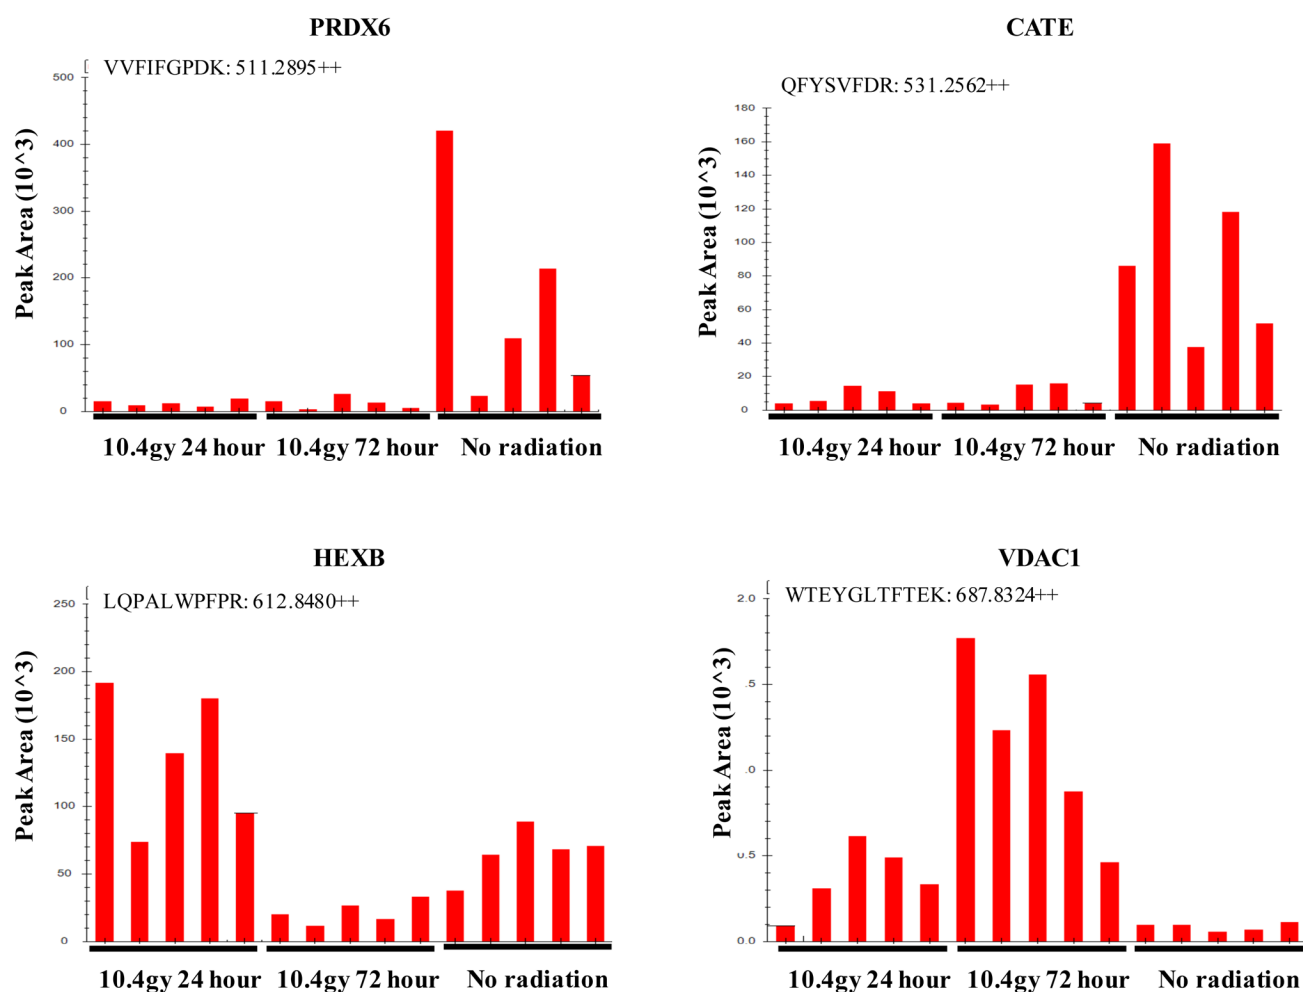 PRDX6
VVFIFGPDK: 511.2895++
Peak Area (10^3)
500
400
300
200
100
0
10.4gy 24 hour
10.4gy 72 hour
No radiation
CATE
QFYSVFDR: 531.2562++
Peak Area (10^3)
180
160
140
120
100
80
60
40
20
0
10.4gy 24 hour
10.4gy 72 hour
No radiation
HEXB
LQPALWPFPR: 612.8480++
Peak Area (10^3)
250
200
150
100
50
0
10.4gy 24 hour
10.4gy 72 hour
No radiation
VDAC1
WTEYGLTFTEK: 687.8324++
Peak Area (10^3)
2.0
.5
.0
0.5
0.0
10.4gy 24 hour
10.4gy 72 hour
No radiation